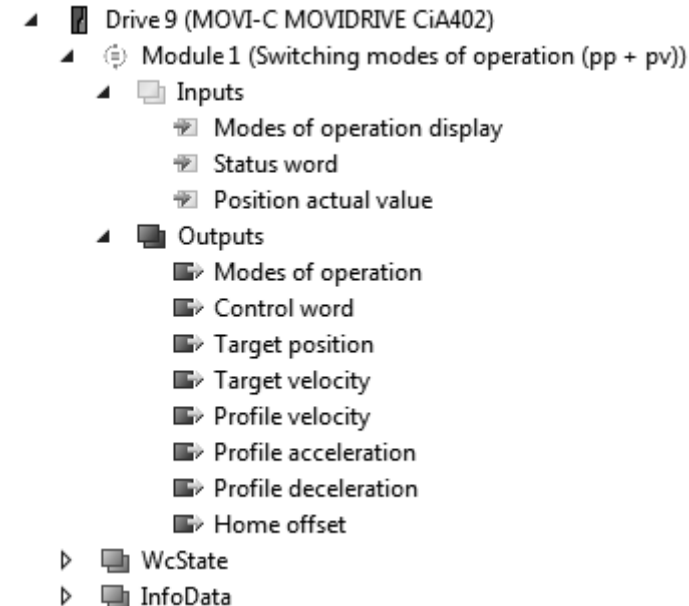 Drive 9 (MOVI-C MOVIDRIVE CiA402)
Module 1 (Switching modes of operation (pp + pv))
Inputs
Modes of operation display
Status word
Position actual value
Outputs
Modes of operation
Control word
Target position
Target velocity
Profile velocity
Profile acceleration
Profile deceleration
Home offset
WcState
InfoData